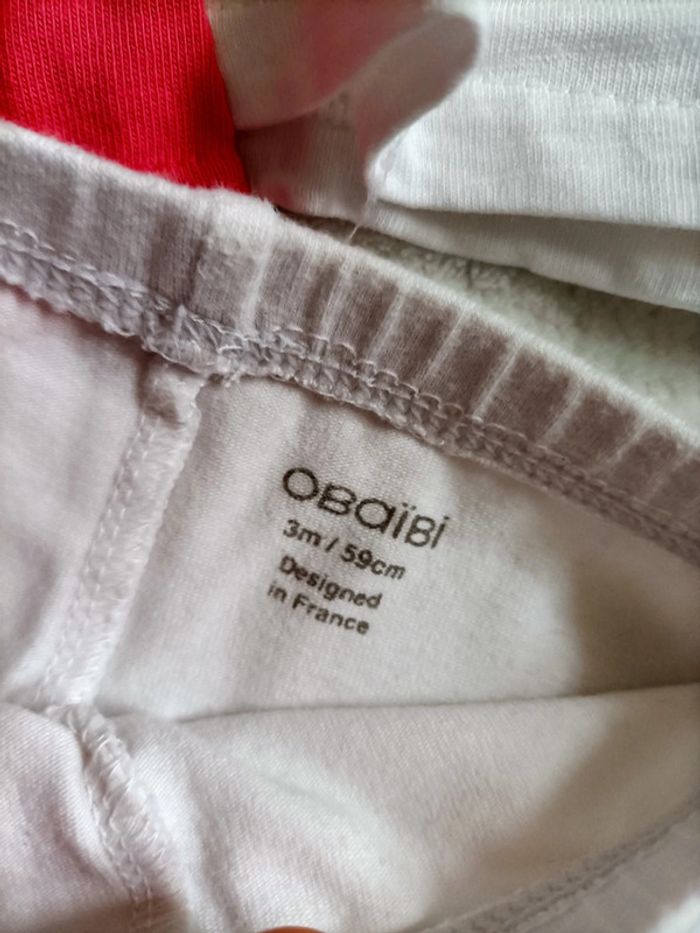 OBaïBi
3m / 59cm
Designed
in France